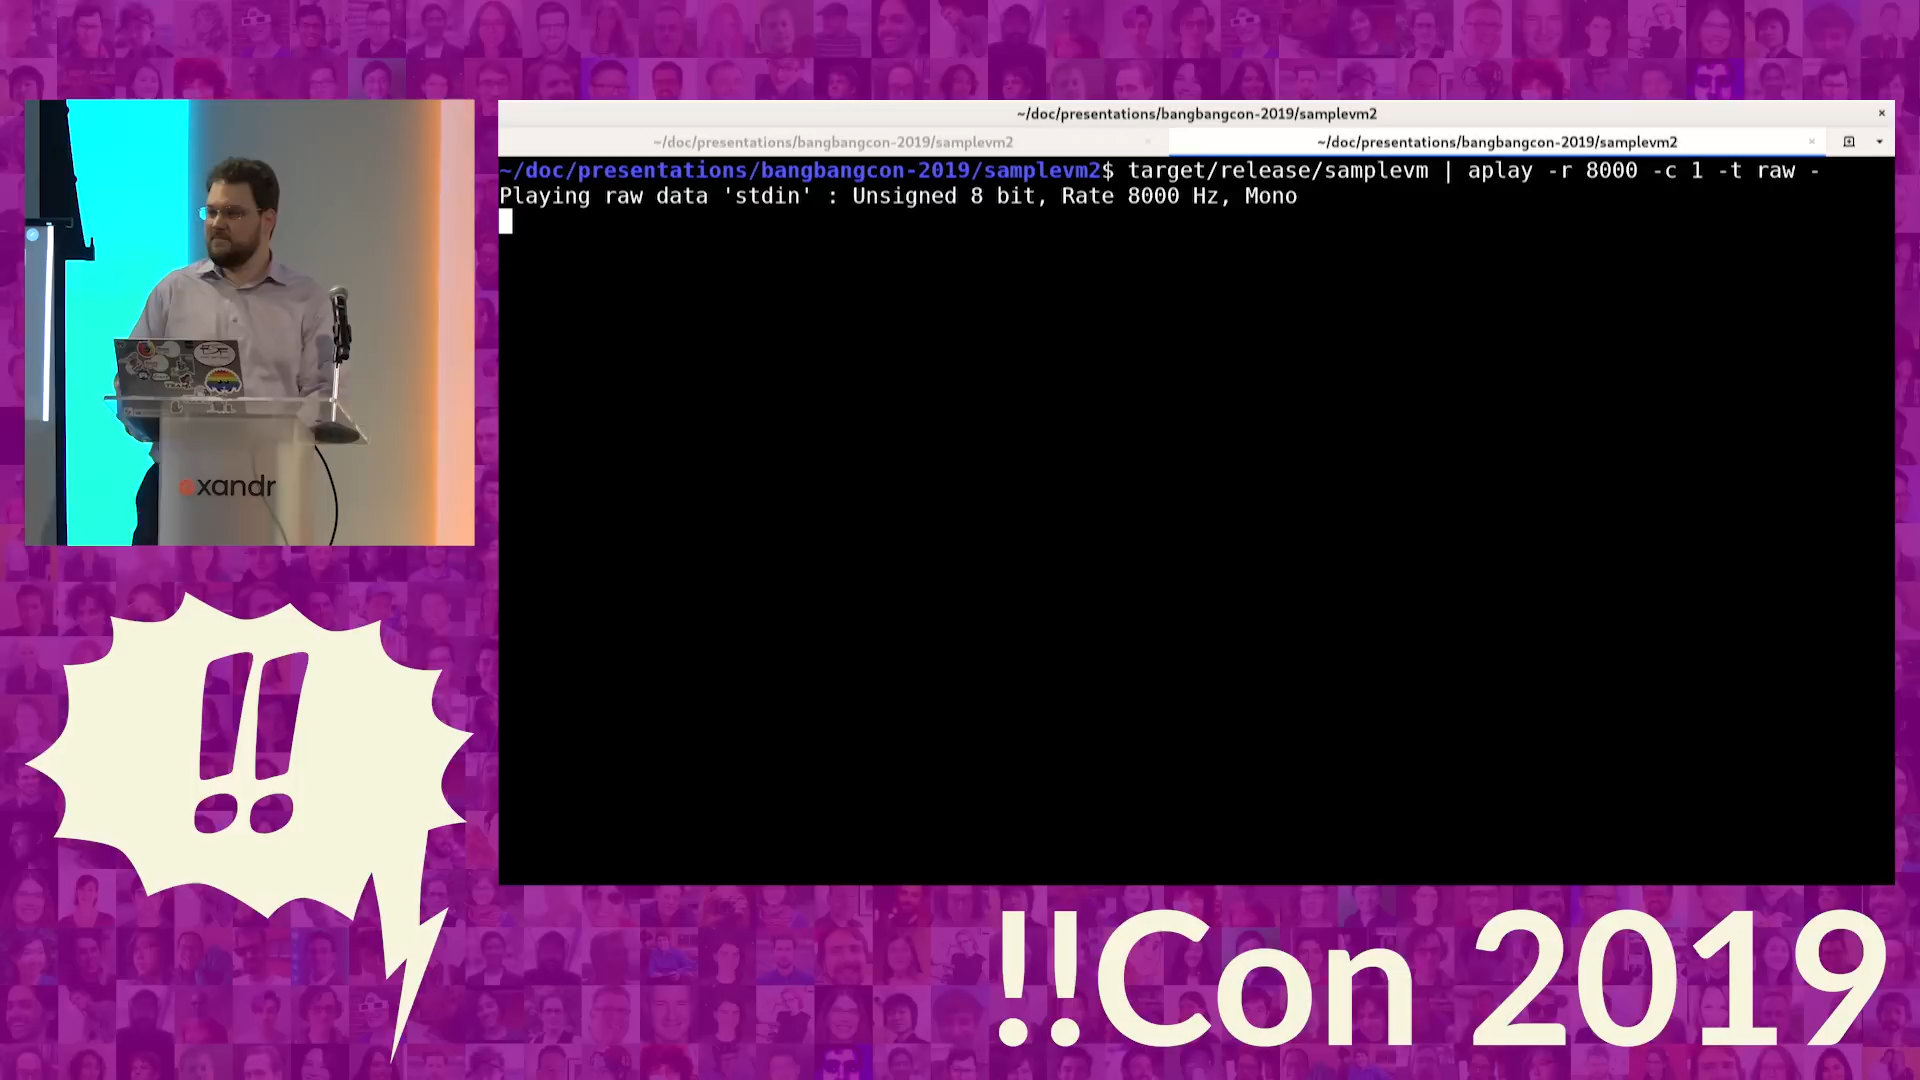 ~/doc/presentations/bangbangcon-2019/samplevm2
~/doc/presentations/bangbangcon-2019/samplevm2
~/doc/presentations/bangbangcon-2019/samplevm2
~/doc/presentations/bangbangcon-2019/samplevm2$ target/release/samplevm | aplay -r 8000 -c 1 -t raw -
Playing raw data 'stdin' : Unsigned 8 bit, Rate 8000 Hz, Mono
xandr
!!
!!Con 2019